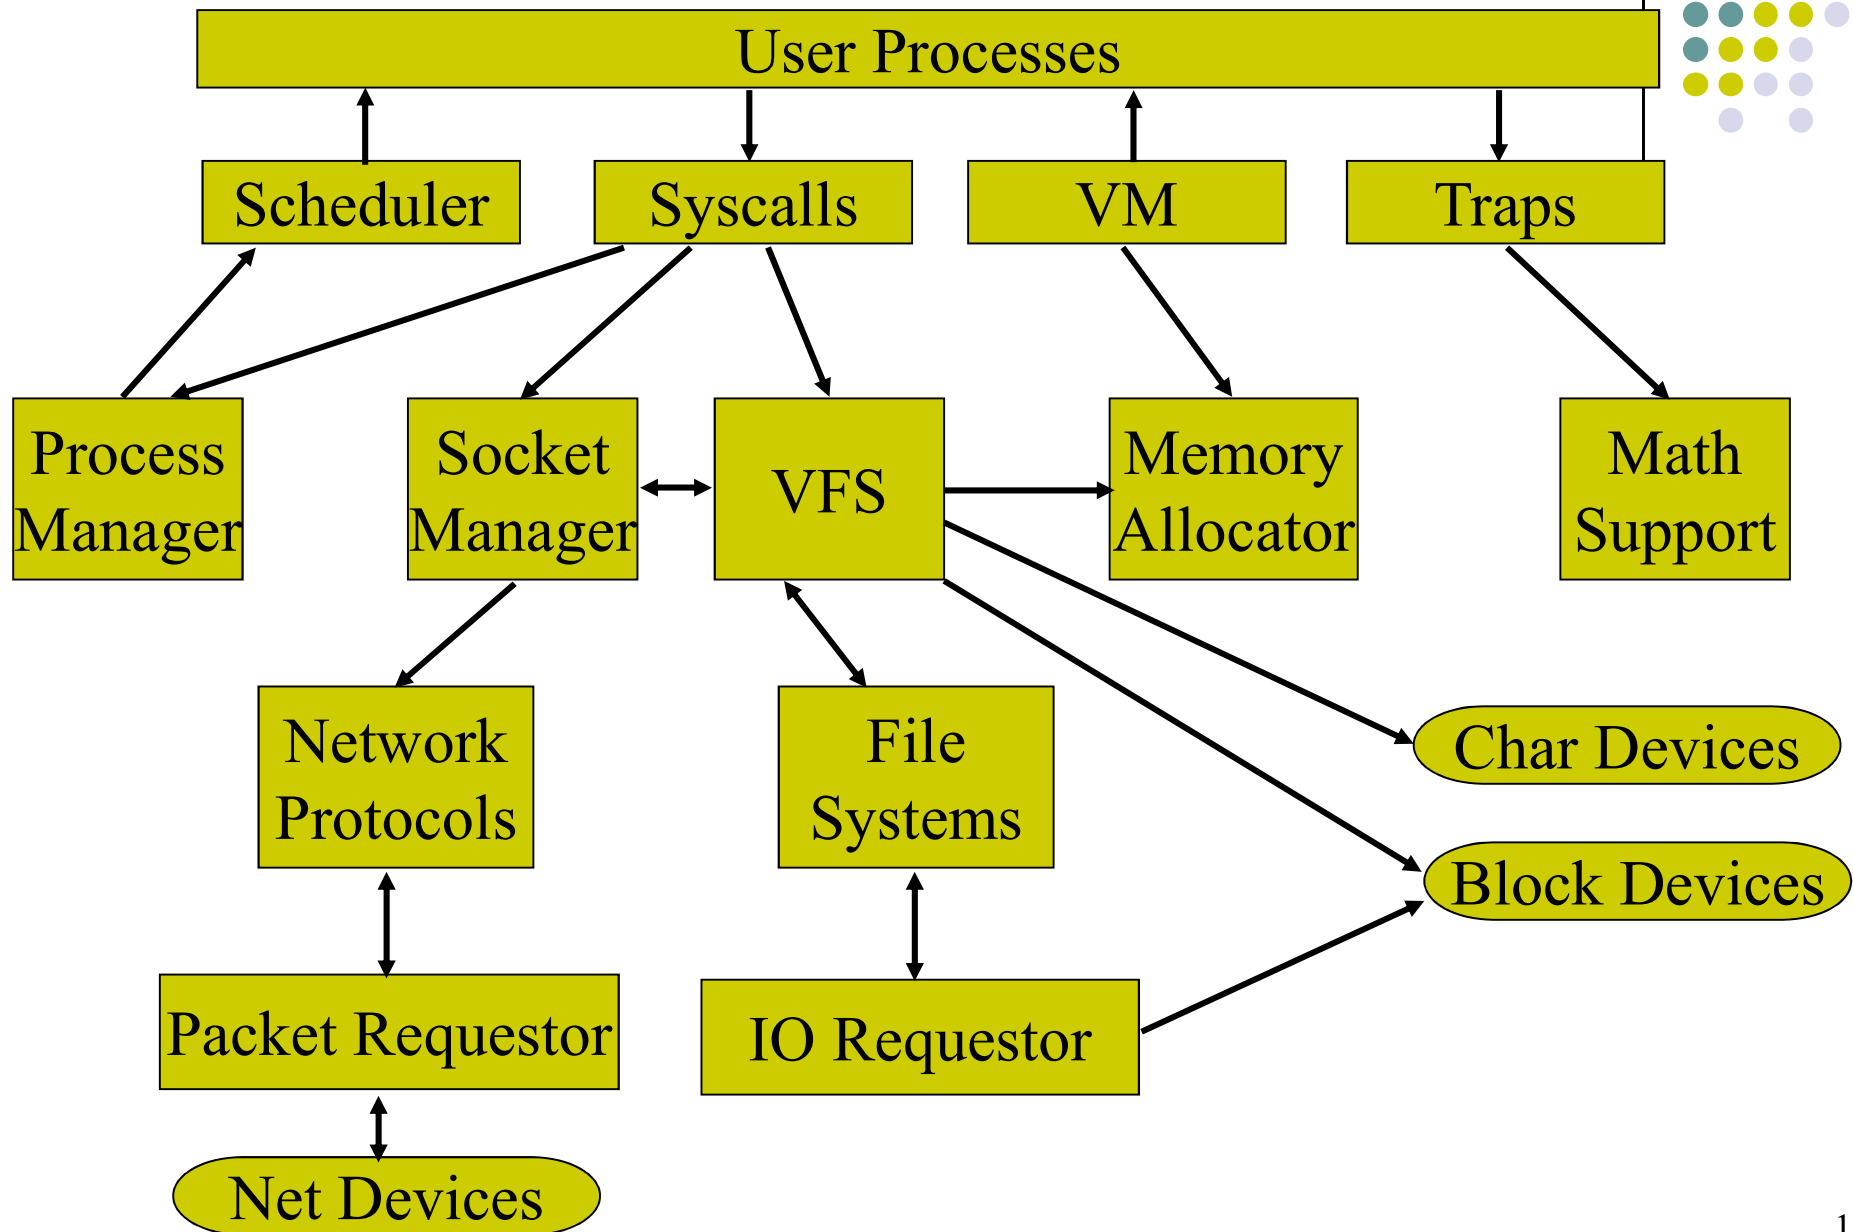 User Processes
Scheduler
Syscalls
VM
Traps
Process
Manager
Socket
Manager
VFS
Memory
Allocator
Math
Support
Network
Protocols
File
Systems
Char Devices
Block Devices
Packet Requestor
IO Requestor
Net Devices
1